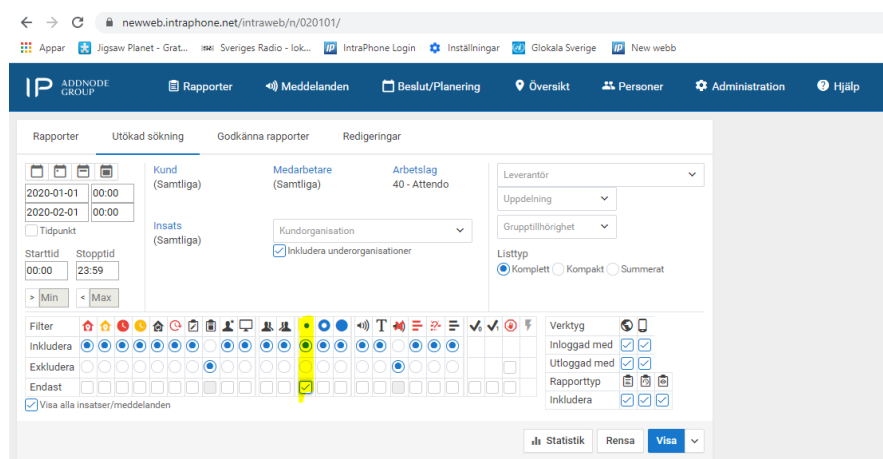 newweb.intraphone.net/intraweb/n/020101/
Appar Jigsaw Planet - Grat... Sveriges Radio - lok... IP IntraPhone Login Inställningar Glokala Sverige IP New webb
IP ADDNODE GROUP Rapporter Meddelanden Beslut/Planering Översikt Personer Administration Hjälp
Rapporter Utökad sökning Godkänna rapporter Redigeringar
Kund Medarbetare Arbetslag
(Samtliga) (Samtliga) 40 - Attendo Leverantör
2020-01-01 00:00
Uppdelning
2020-02-01 00:00
Tidpunkt Insats Kundorganisation Grupptillhörighet
(Samtliga)
Starttid Stopptid Inkludera underorganisationer Listtyp
00:00 23:59 Komplett Kompakt Summerat
> Min < Max
Filter T Verktyg
Inkludera Inloggad med
Exkludera Utloggad med
Endast Rapporttyp
Visa alla insatser/meddelanden Inkludera
Statistik Rensa Visa